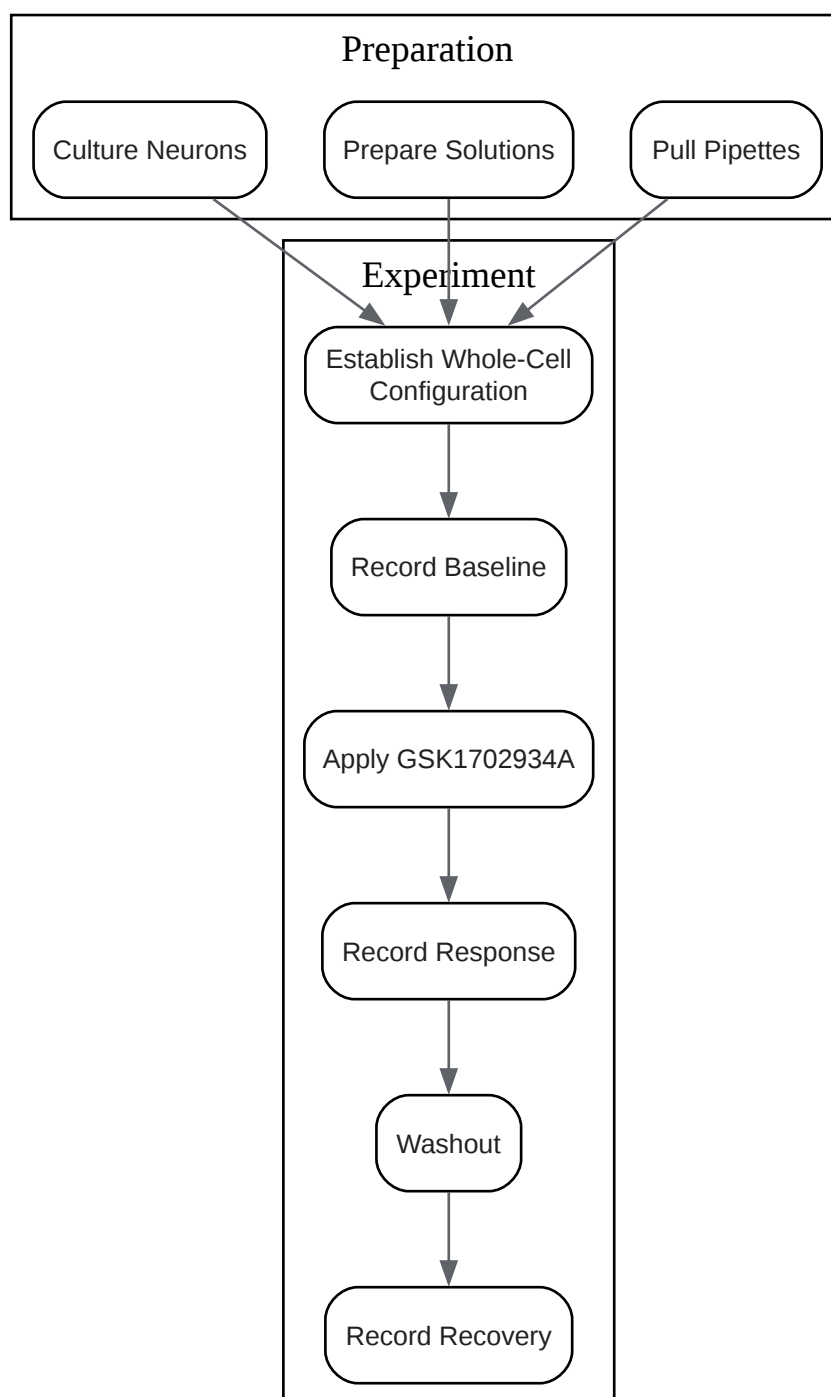 Preparation
Culture Neurons
Prepare Solutions
Pull Pipettes
Experiment
Establish Whole-Cell
Configuration
Record Baseline
Apply GSK1702934A
Record Response
Washout
Record Recovery